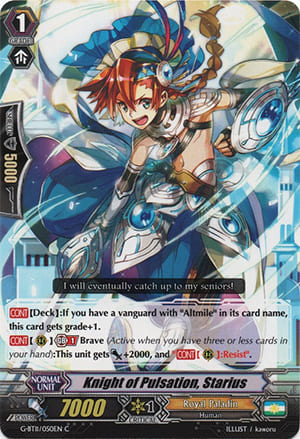 1
GRADE
SHIELD
5000
I will eventually catch up to my seniors!
CONT [Deck]:If you have a vanguard with "Altmile" in its card name,
this card gets grade+1.
CONT [(R)] GB 1 Brave (Active when you have three or less cards in
your hand):This unit gets +2000, and "CONT [(R)]:Resist".
NORMAL
UNIT
Knight of Pulsation, Starius
POWER
7000
1
CRITICAL
Royal Paladin
Human
G-BT11/050EN C
ILLUST / kaworu